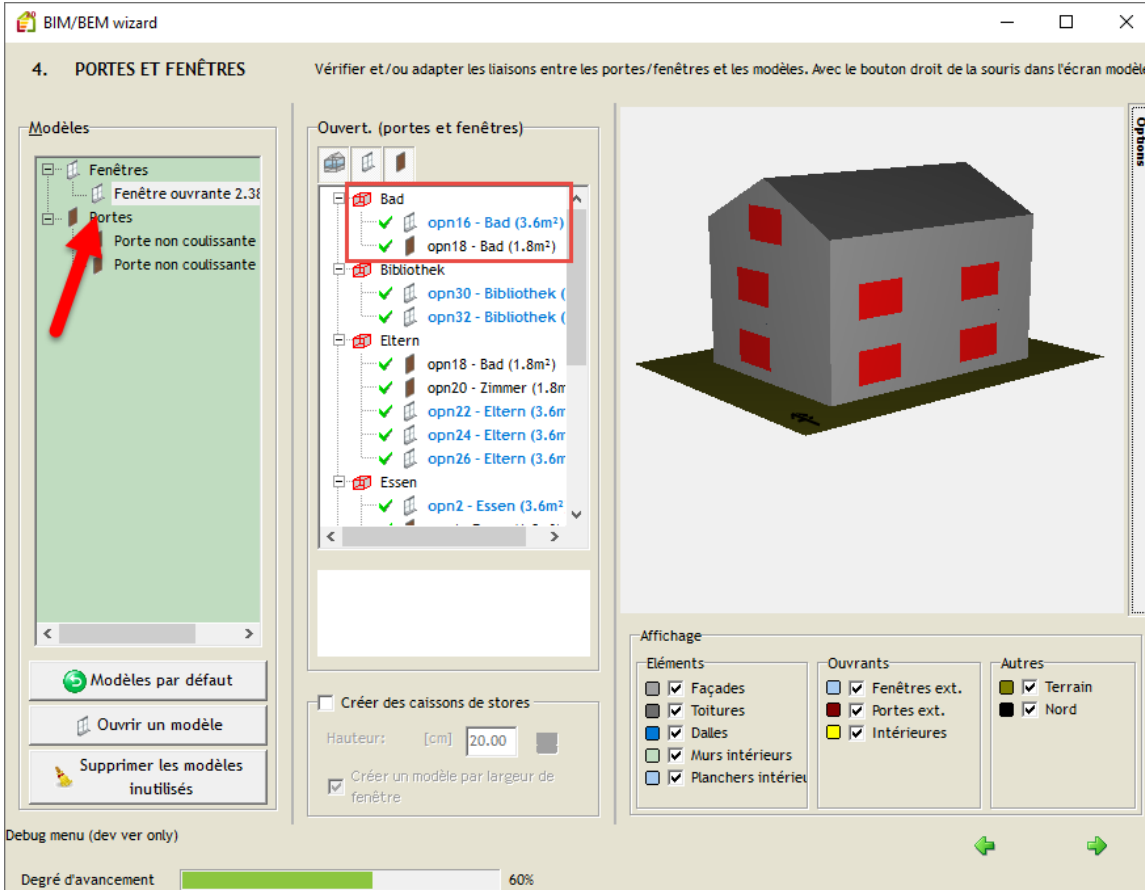 BIM/BEM wizard
4. PORTES ET FENÊTRES
Vérifier et/ou adapter les liaisons entre les portes/fenêtres et les modèles. Avec le bouton droit de la souris dans l'écran modèle
Modèles
Fenêtres
Fenêtre ouvrante 2.38
Portes
Porte non coulissante
Porte non coulissante
Modèles par défaut
Ouvrir un modèle
Supprimer les modèles
inutilisés
Ouvert. (portes et fenêtres)
Bad
opn16 - Bad (3.6m²)
opn18 - Bad (1.8m²)
Bibliothek
opn30 - Bibliothek (
opn32 - Bibliothek (
Eltern
opn18 - Bad (1.8m²)
opn20 - Zimmer (1.8m
opn22 - Eltern (3.6m
opn24 - Eltern (3.6m
opn26 - Eltern (3.6m
Essen
opn2 - Essen (3.6m²
Créer des caissons de stores
Hauteur: [cm] 20.00
Créer un modèle par largeur de
fenêtre
Options
Affichage
Eléments
Façades
Toitures
Dalles
Murs intérieurs
Planchers intérieu
Ouvrants
Fenêtres ext.
Portes ext.
Intérieures
Autres
Terrain
Nord
Debug menu (dev ver only)
Degré d'avancement 60%